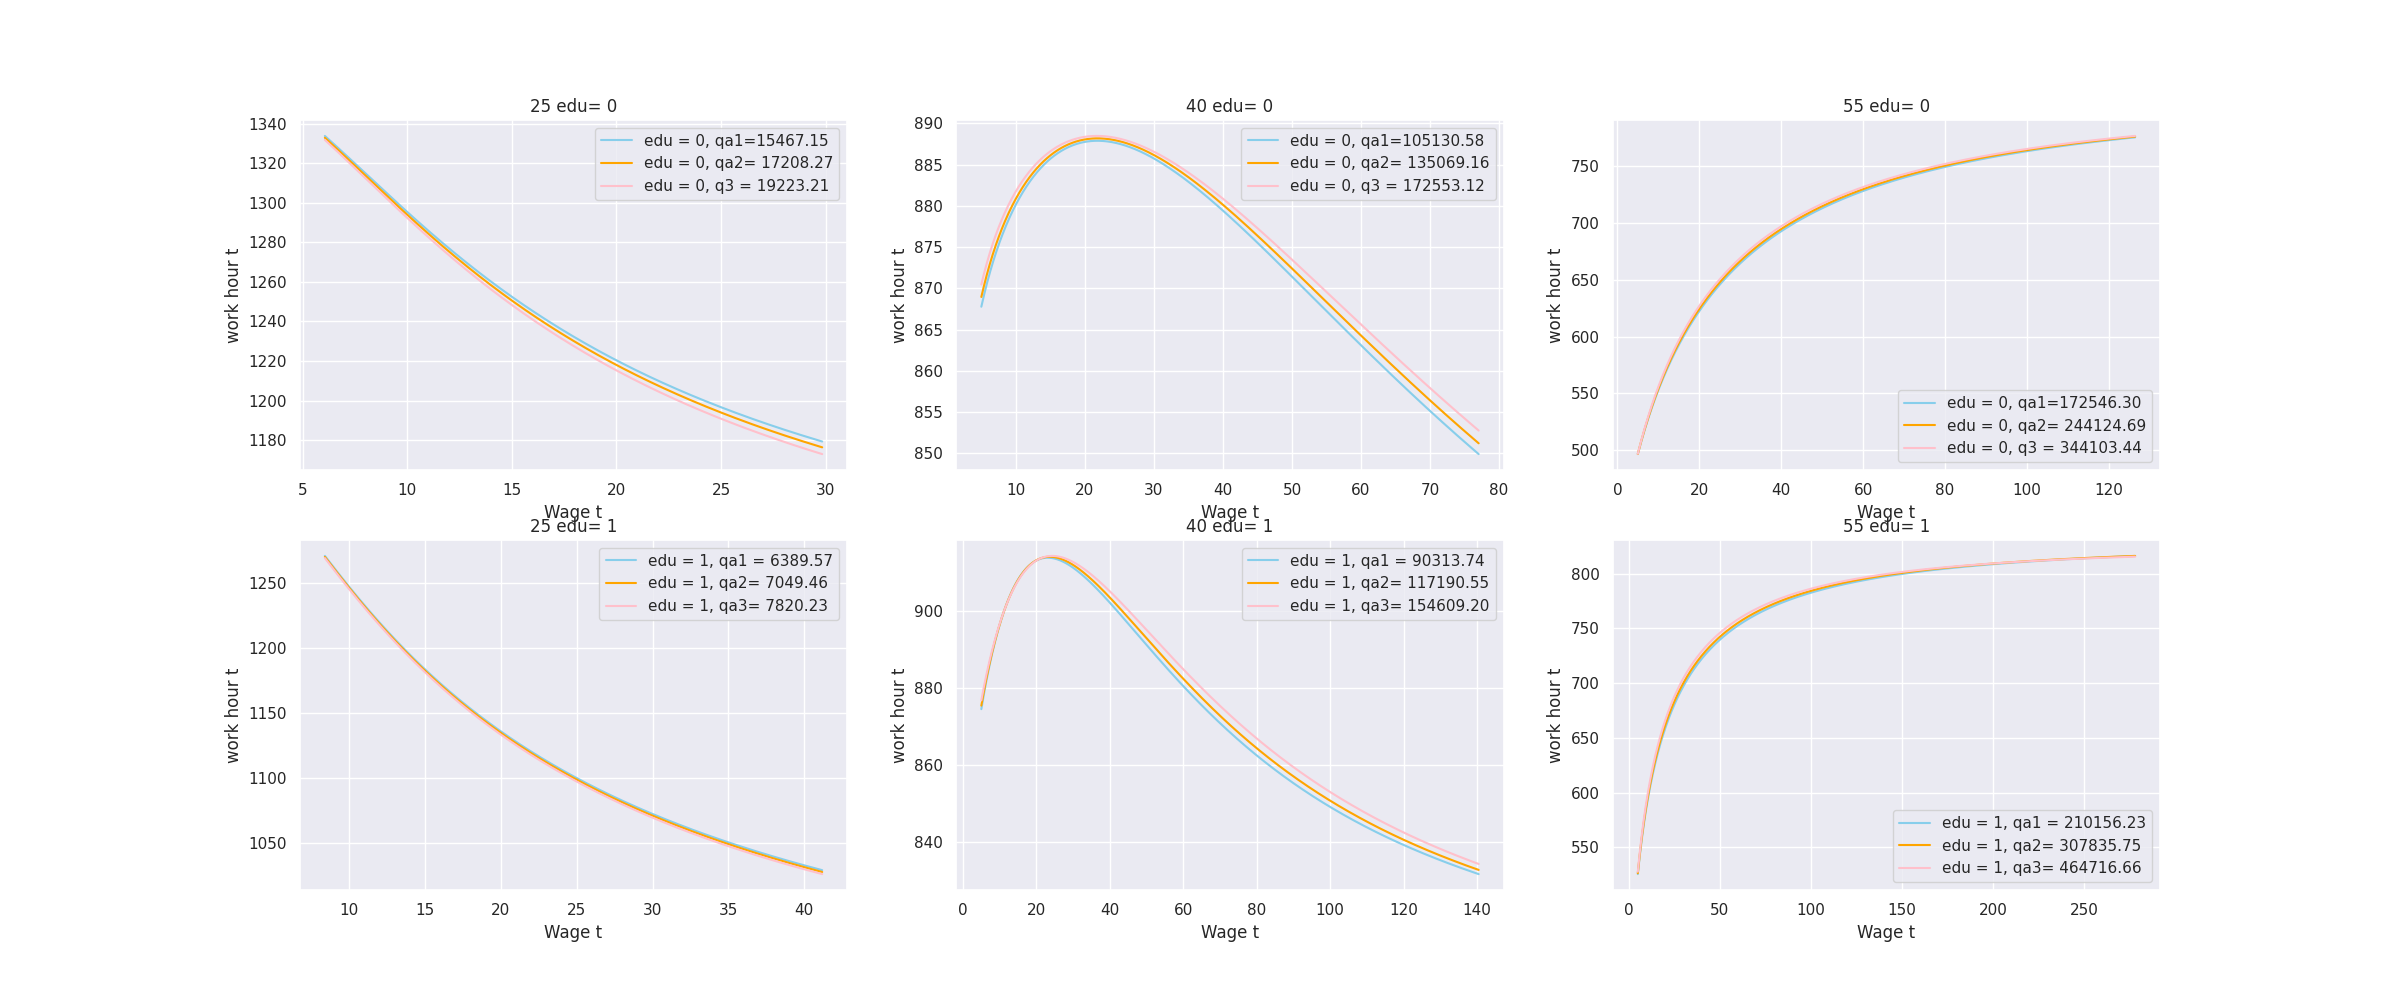 25 edu= 0
1340
1320
1300
1280
1260
1240
1220
1200
1180
work hour t
edu = 0, qa1=15467.15
edu = 0, qa2= 17208.27
edu = 0, q3 = 19223.21
5 10 15 20 25 30
Wage t
40 edu= 0
890
885
880
875
870
865
860
855
850
work hour t
edu = 0, qa1=105130.58
edu = 0, qa2= 135069.16
edu = 0, q3 = 172553.12
10 20 30 40 50 60 70 80
Wage t
55 edu= 0
750
700
650
600
550
500
work hour t
edu = 0, qa1=172546.30
edu = 0, qa2= 244124.69
edu = 0, q3 = 344103.44
0 20 40 60 80 100 120
Wage t
25 edu= 1
1250
1200
1150
1100
1050
work hour t
edu = 1, qa1 = 6389.57
edu = 1, qa2= 7049.46
edu = 1, qa3= 7820.23
10 15 20 25 30 35 40
Wage t
40 edu= 1
900
880
860
840
work hour t
edu = 1, qa1 = 90313.74
edu = 1, qa2= 117190.55
edu = 1, qa3= 154609.20
0 20 40 60 80 100 120 140
Wage t
55 edu= 1
800
750
700
650
600
550
work hour t
edu = 1, qa1 = 210156.23
edu = 1, qa2= 307835.75
edu = 1, qa3= 464716.66
0 50 100 150 200 250
Wage t